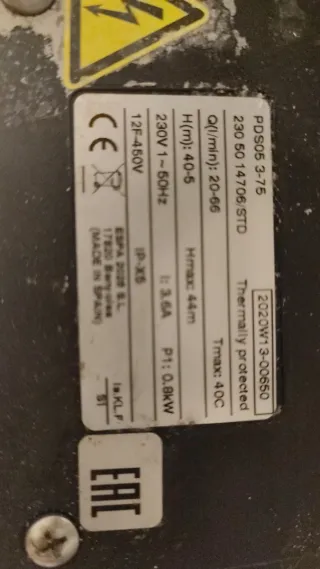 PDS05 3-75 2020W13-00650
230 50 14706/STD Thermally protected
Q(l/min): 20-66 Tmax: 40C
H(m): 40-5 Hmax: 44m
230V 1~ 50Hz I: 3.6A P1: 0.8kW
12F-450V IP-X5 Is.KL.F
CE ESPA 2025 S.L. S1
17820 Banyoles
(MADE IN SPAIN)
EAC